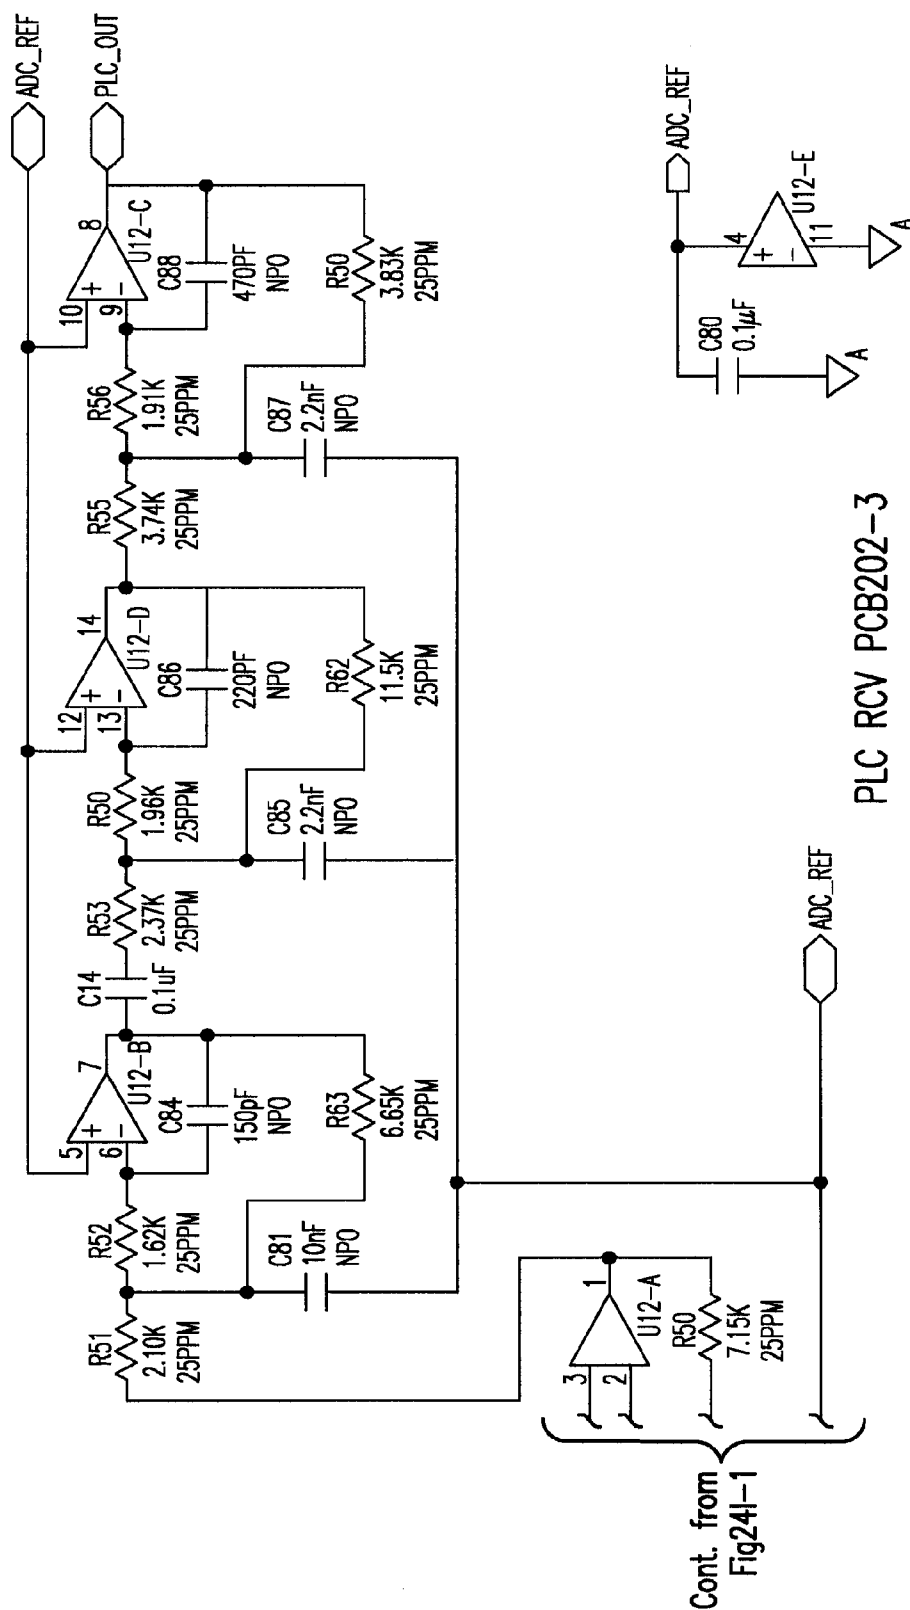 ADC_REF
PLC_OUT
8
U12-C
10
+
9
-
C88
470PF
NPO
R50
3.83K
25PPM
R56
1.91K
25PPM
C87
2.2nF
NPO
R55
3.74K
25PPM
14
U12-D
12
+
13
-
C86
220PF
NPO
R62
11.5K
25PPM
R50
1.96K
25PPM
C85
2.2nF
NPO
R53
2.37K
25PPM
C14
0.1uF
7
U12-B
5
+
6
-
C84
150pF
NPO
R63
6.65K
25PPM
R52
1.62K
25PPM
C81
10nF
NPO
R51
2.10K
25PPM
1
U12-A
3
2
R50
7.15K
25PPM
Cont. from
Fig24I-1
ADC_REF
ADC_REF
4
+
-
11
U12-E
A
C80
0.1µF
A
PLC RCV PCB202-3